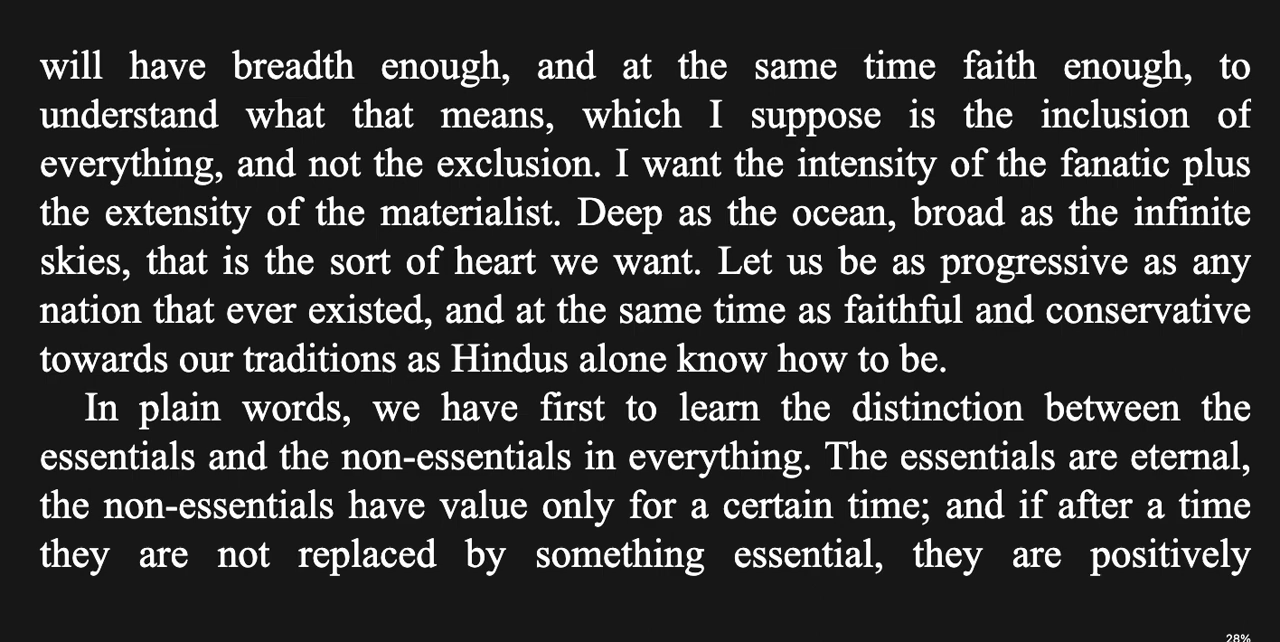 will have breadth enough, and at the same time faith enough, to
understand what that means, which I suppose is the inclusion of
everything, and not the exclusion. I want the intensity of the fanatic plus
the extensity of the materialist. Deep as the ocean, broad as the infinite
skies, that is the sort of heart we want. Let us be as progressive as any
nation that ever existed, and at the same time as faithful and conservative
towards our traditions as Hindus alone know how to be.
In plain words, we have first to learn the distinction between the
essentials and the non-essentials in everything. The essentials are eternal,
the non-essentials have value only for a certain time; and if after a time
they are not replaced by something essential, they are positively
28%